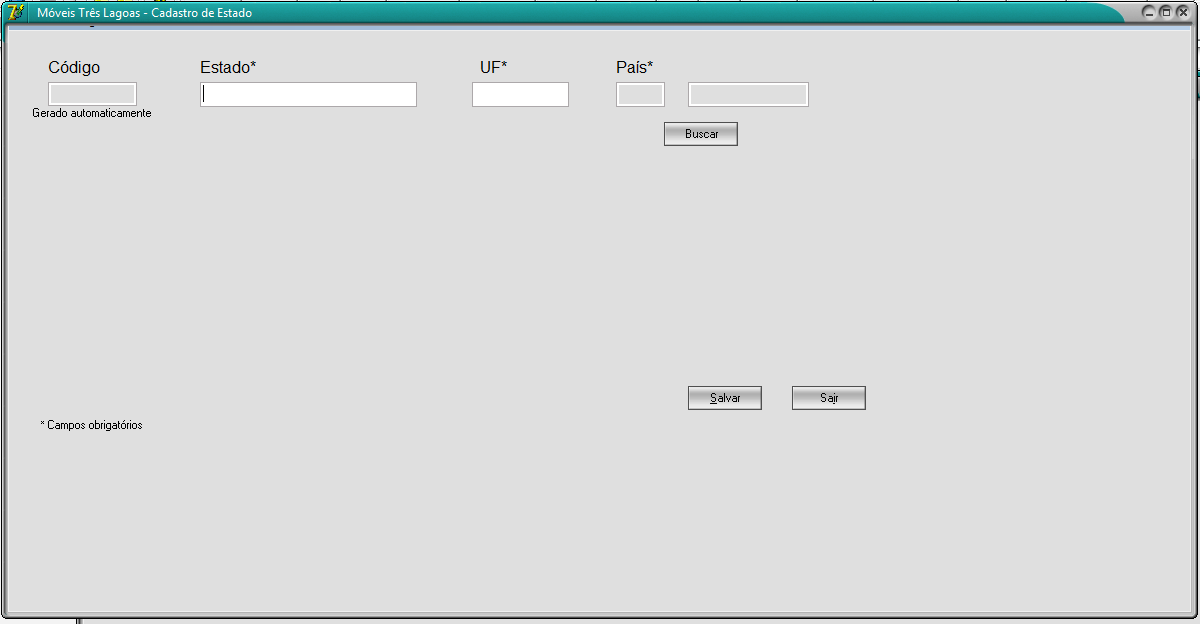 Móveis Três Lagoas - Cadastro de Estado
Código Estado* UF* País*
Gerado automaticamente
Buscar
Salvar Sair
* Campos obrigatórios